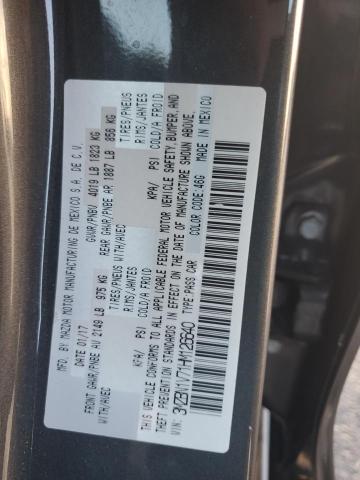 MFD. BY MAZDA MOTOR MANUFACTURING DE MEXICO S.A. DE C.V.
DATE 01/17 GVWR/PNBV 4019 LB 1823 KG
FRONT GAWR/PNBE AV 2149 LB 975 KG REAR GAWR/PNBE AR 1887 LB 856 KG
WITH/AVEC TIRES/PNEUS WITH/AVEC TIRES/PNEUS
RIMS/JANTES RIMS/JANTES
KPA/ PSI COLD/A FROID KPA/ PSI COLD/A FROID
THIS VEHICLE CONFORMS TO ALL APPLICABLE FEDERAL MOTOR VEHICLE SAFETY, BUMPER, AND
THEFT PREVENTION STANDARDS IN EFFECT ON THE DATE OF MANUFACTURE SHOWN ABOVE.
VIN: 3MZBN1V71HM126640 COLOR CODE:46G MADE IN MEXICO
TYPE:PASS CAR